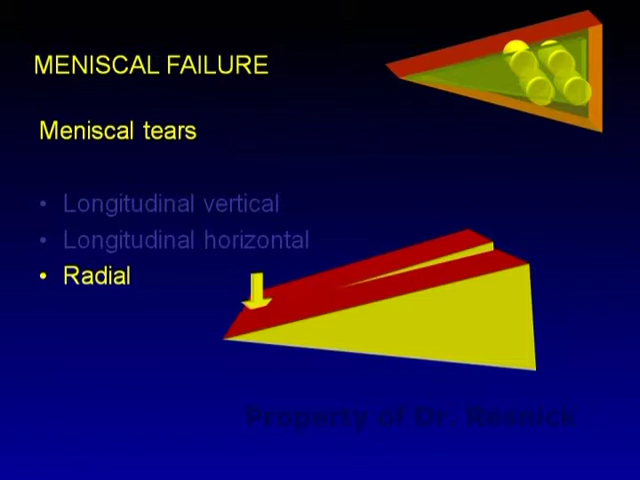 MENISCAL FAILURE
Meniscal tears
• Longitudinal vertical
• Longitudinal horizontal
• Radial
Property of Dr. Resnick